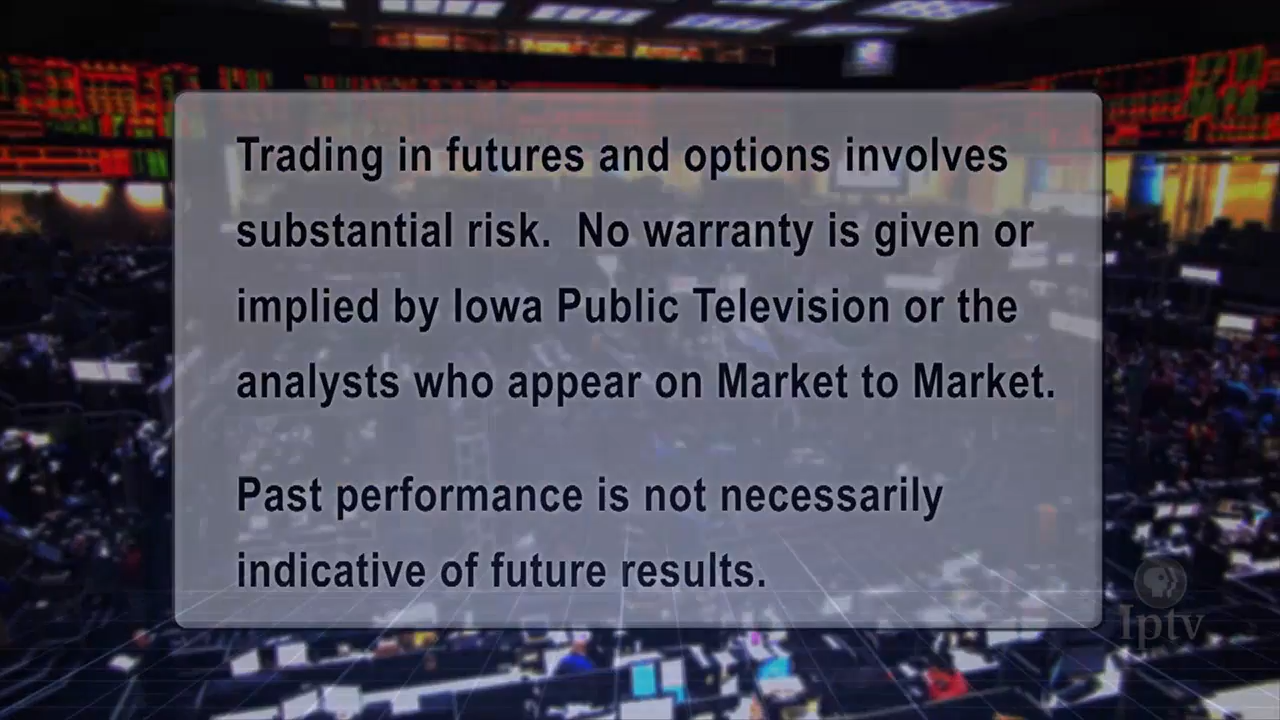 Trading in futures and options involves
substantial risk.  No warranty is given or
implied by Iowa Public Television or the
analysts who appear on Market to Market.
Past performance is not necessarily
indicative of future results.
Iptv